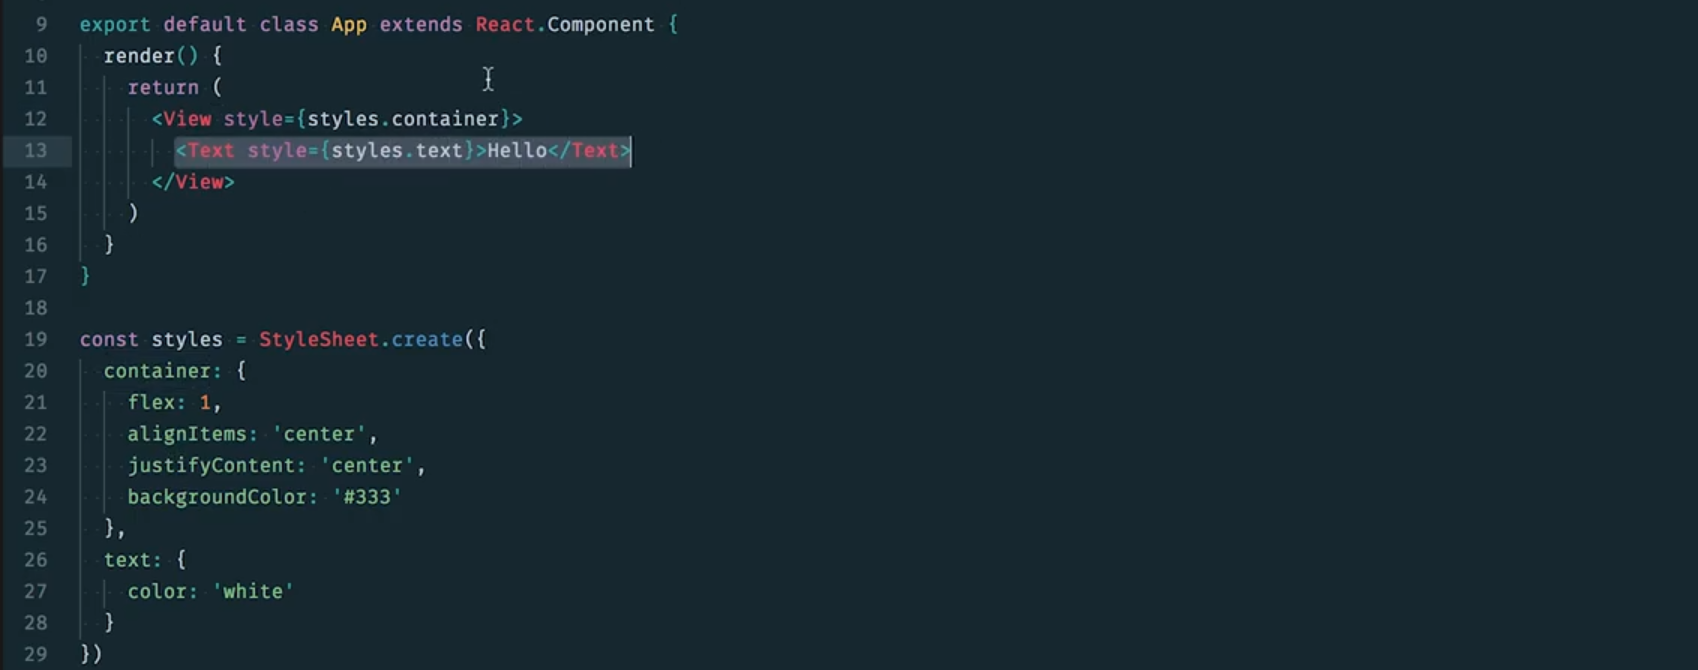 9 export default class App extends React.Component {
10   render() {
11     return (
12       <View style={styles.container}>
13         <Text style={styles.text}>Hello</Text>
14       </View>
15     )
16   }
17 }
18
19 const styles = StyleSheet.create({
20   container: {
21     flex: 1,
22     alignItems: 'center',
23     justifyContent: 'center',
24     backgroundColor: '#333'
25   },
26   text: {
27     color: 'white'
28   }
29 })